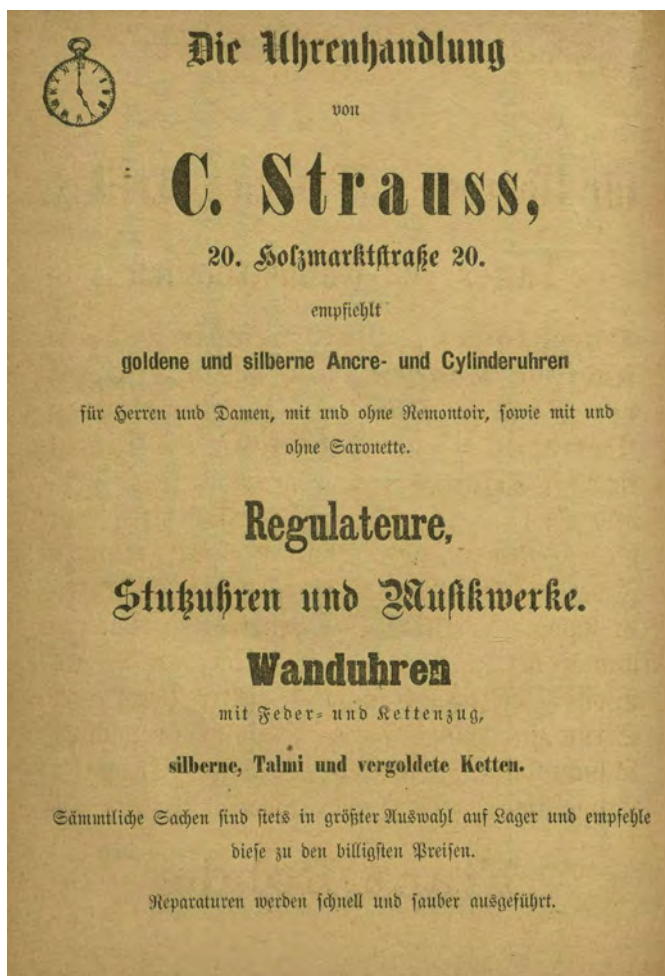 Die Uhrenhandlung
von
C. Strauss,
20. Holzmarktstraße 20.
empfiehlt
goldene und silberne Ancre- und Cylinderuhren
für Herren und Damen, mit und ohne Remontoir, sowie mit und
ohne Savonette.
Regulateure,
Stutzuhren und Musikwerke.
Wanduhren
mit Feder- und Kettenzug,
silberne, Talmi und vergoldete Ketten.
Sämmtliche Sachen sind stets in größter Auswahl auf Lager und empfehle
diese zu den billigsten Preisen.
Reparaturen werden schnell und sauber ausgeführt.